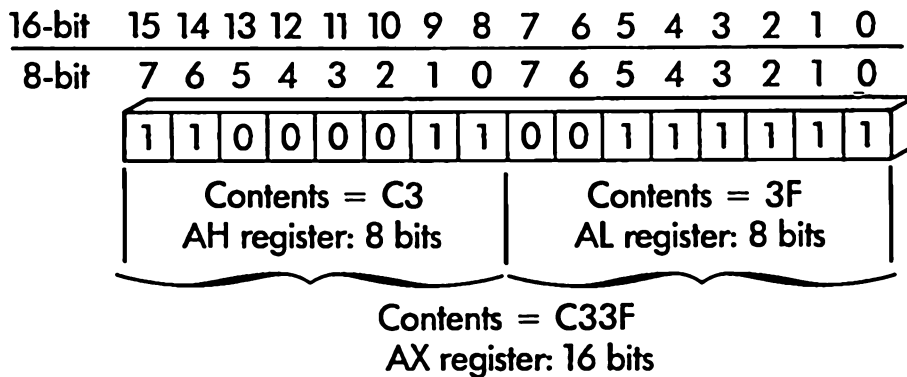 16-bit 15 14 13 12 11 10 9 8 7 6 5 4 3 2 1 0
8-bit 7 6 5 4 3 2 1 0 7 6 5 4 3 2 1 0
1 1 0 0 0 0 1 1 0 0 1 1 1 1 1 1
Contents = C3 Contents = 3F
AH register: 8 bits AL register: 8 bits
Contents = C33F
AX register: 16 bits